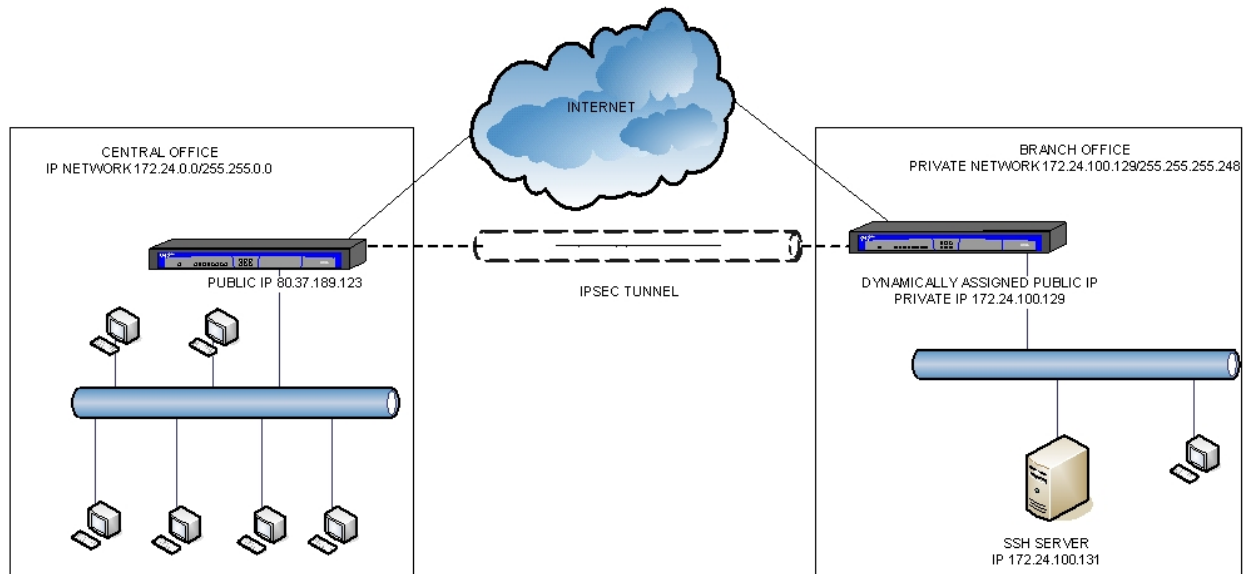 INTERNET
CENTRAL OFFICE
IP NETWORK 172.24.0.0/255.255.0.0
BRANCH OFFICE
PRIVATE NETWORK 172.24.100.129/255.255.255.248
PUBLIC IP 80.37.189.123
IPSEC TUNNEL
DYNAMICALLY ASSIGNED PUBLIC IP
PRIVATE IP 172.24.100.129
SSH SERVER
IP 172.24.100.131